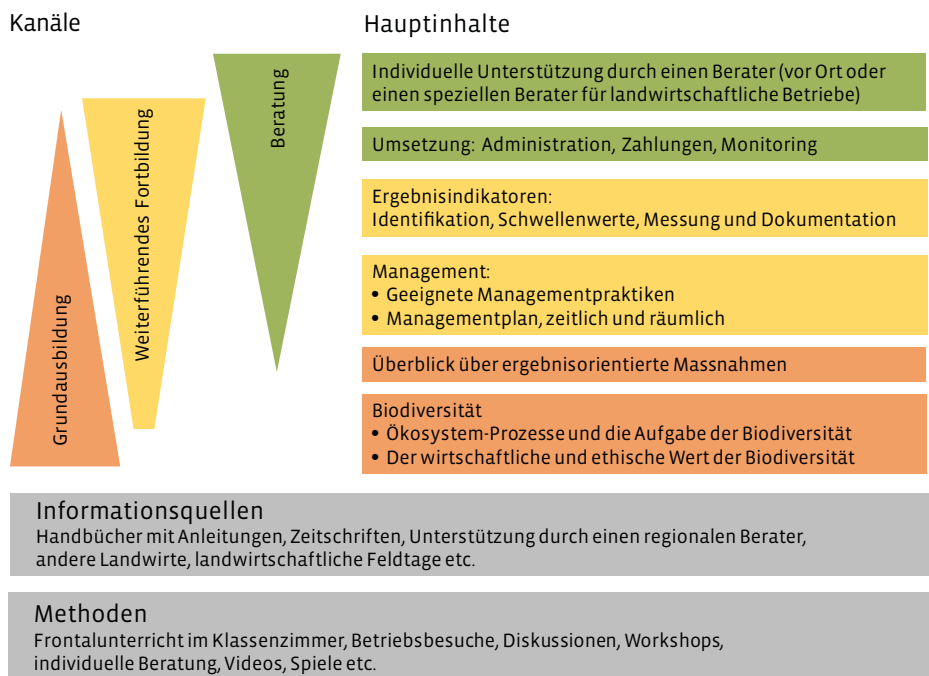 Kanäle
Hauptinhalte
Grundausbildung
Weiterführendes Fortbildung
Beratung
Individuelle Unterstützung durch einen Berater (vor Ort oder
einen speziellen Berater für landwirtschaftliche Betriebe)
Umsetzung: Administration, Zahlungen, Monitoring
Ergebnisindikatoren:
Identifikation, Schwellenwerte, Messung und Dokumentation
Management:
• Geeignete Managementpraktiken
• Managementplan, zeitlich und räumlich
Überblick über ergebnisorientierte Massnahmen
Biodiversität
• Ökosystem-Prozesse und die Aufgabe der Biodiversität
• Der wirtschaftliche und ethische Wert der Biodiversität
Informationsquellen
Handbücher mit Anleitungen, Zeitschriften, Unterstützung durch einen regionalen Berater,
andere Landwirte, landwirtschaftliche Feldtage etc.
Methoden
Frontalunterricht im Klassenzimmer, Betriebsbesuche, Diskussionen, Workshops,
individuelle Beratung, Videos, Spiele etc.